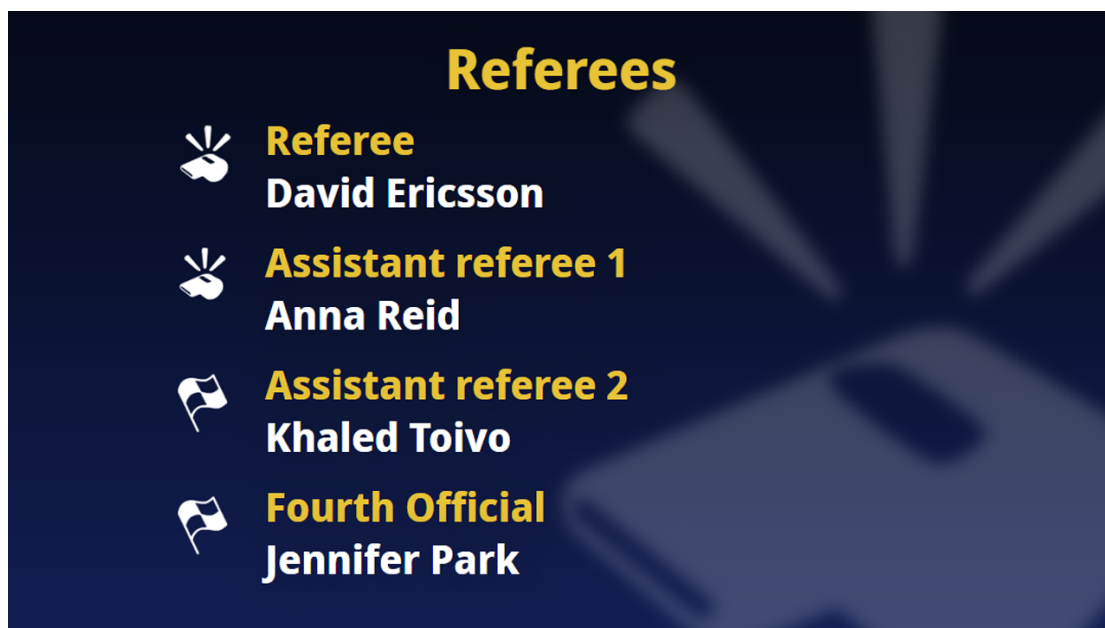 Referees
Referee
David Ericsson
Assistant referee 1
Anna Reid
Assistant referee 2
Khaled Toivo
Fourth Official
Jennifer Park